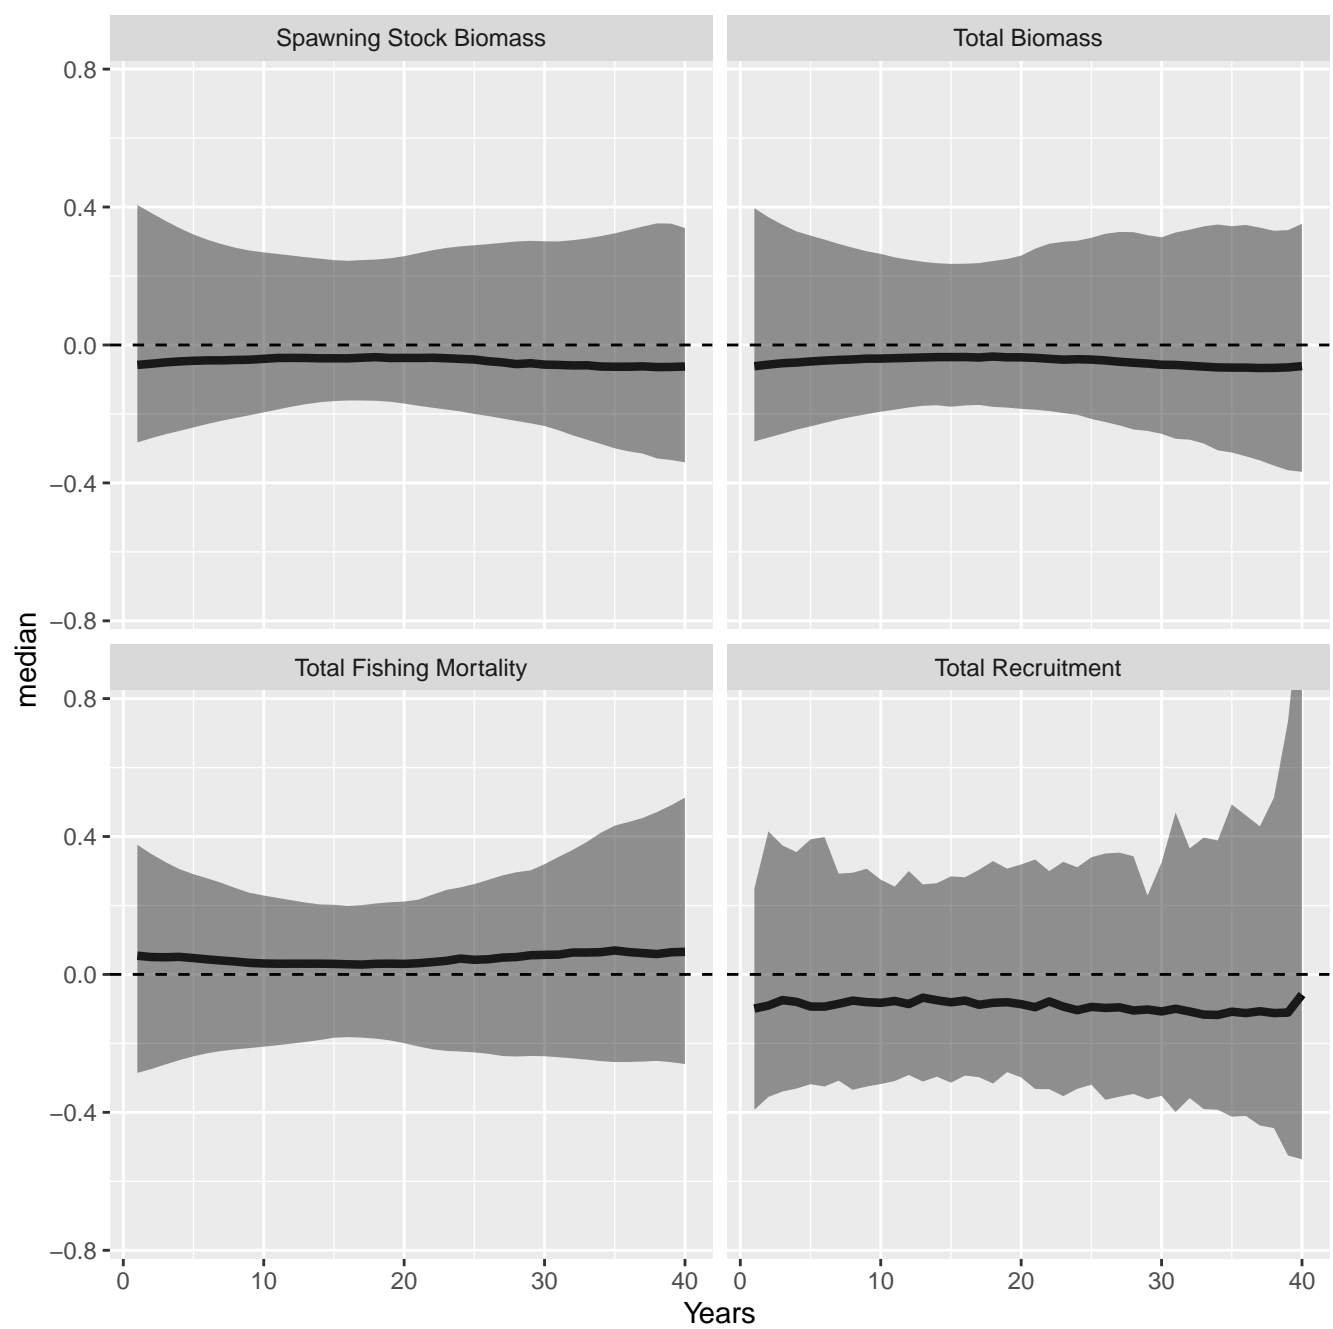 Spawning Stock Biomass
Total Biomass
0.8
0.4
0.0
−0.4
−0.8
median
Total Fishing Mortality
Total Recruitment
0.8
0.4
0.0
−0.4
−0.8
0 10 20 30 40
0 10 20 30 40
Years